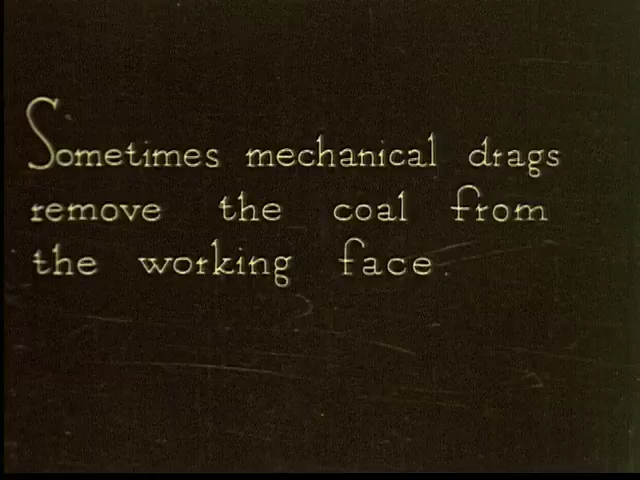 Sometimes mechanical drags
remove the coal from
the working face.